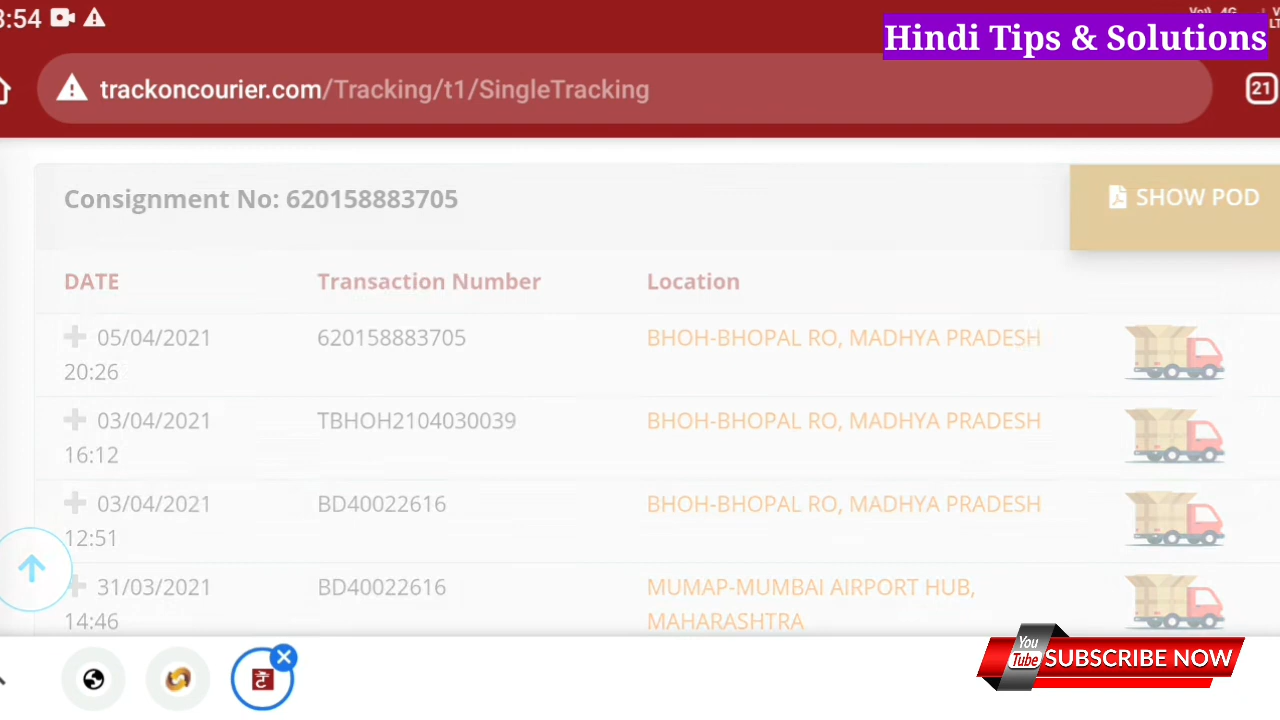 3:54
4G
Hindi Tips & Solutions
trackoncourier.com/Tracking/t1/SingleTracking
21
Consignment No: 620158883705
SHOW POD
DATE Transaction Number Location
05/04/2021 620158883705 BHOH-BHOPAL RO, MADHYA PRADESH
20:26
03/04/2021 TBHOH2104030039 BHOH-BHOPAL RO, MADHYA PRADESH
16:12
03/04/2021 BD40022616 BHOH-BHOPAL RO, MADHYA PRADESH
12:51
31/03/2021 BD40022616 MUMAP-MUMBAI AIRPORT HUB,
14:46 MAHARASHTRA
You
Tube SUBSCRIBE NOW